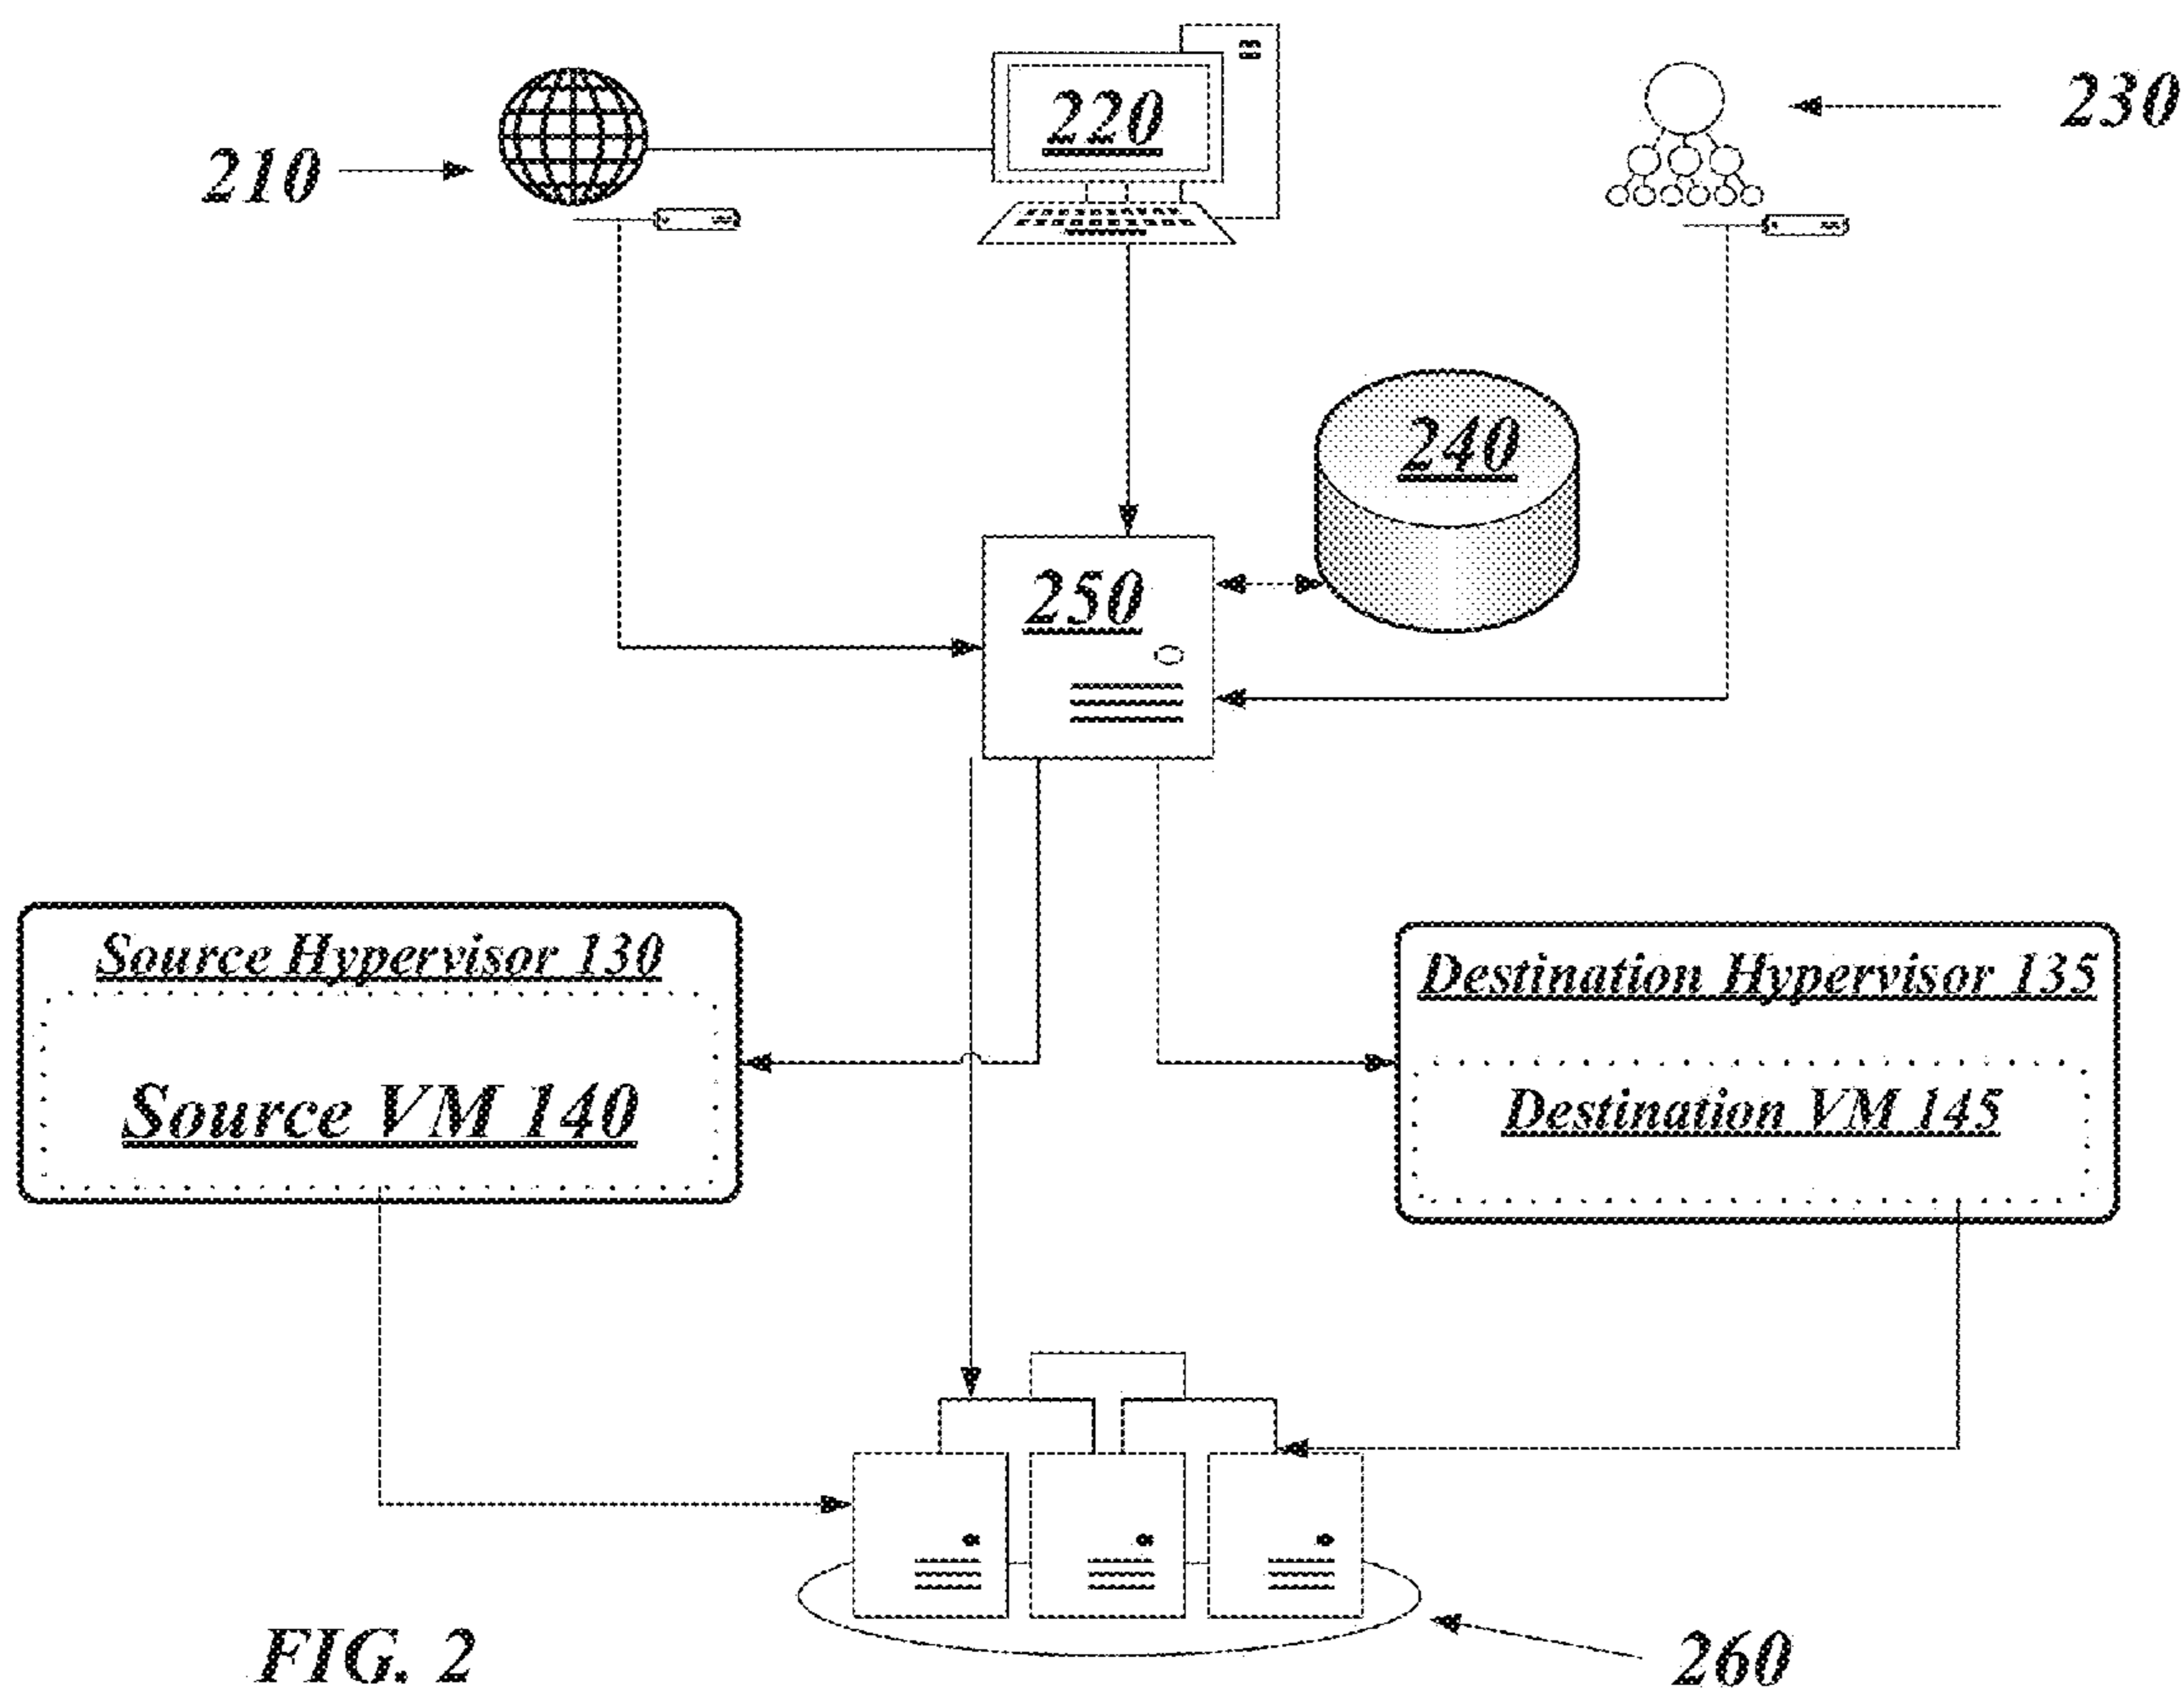 220
230
210
240
250
Source Hypervisor 130
Destination Hypervisor 135
Source VM 140
Destination VM 145
FIG. 2
260